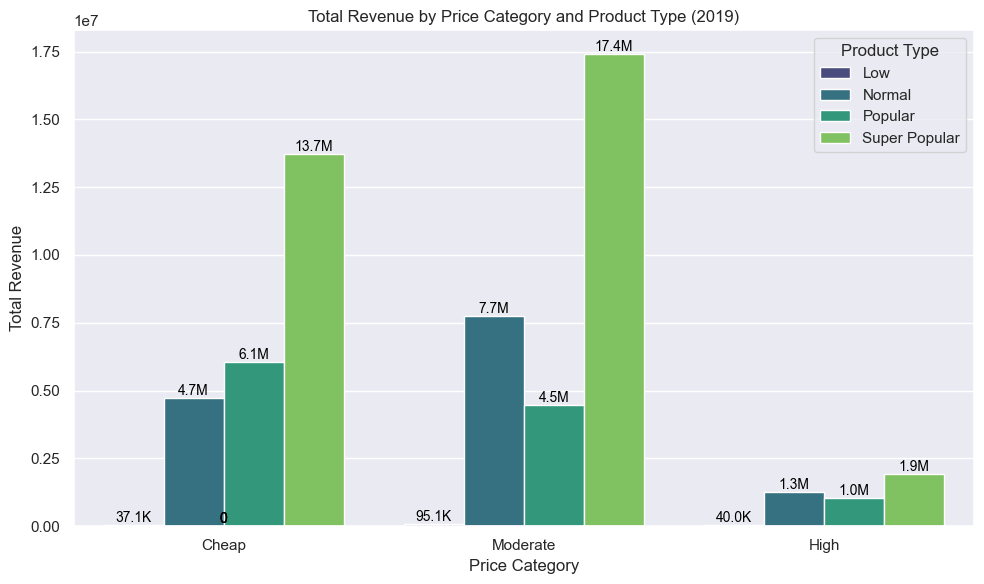 Total Revenue by Price Category and Product Type (2019)
1e7
Total Revenue
1.75
1.50
1.25
1.00
0.75
0.50
0.25
0.00
Product Type
Low
Normal
Popular
Super Popular
37.1K
4.7M
0
6.1M
13.7M
95.1K
7.7M
4.5M
17.4M
40.0K
1.3M
1.0M
1.9M
Cheap
Moderate
High
Price Category